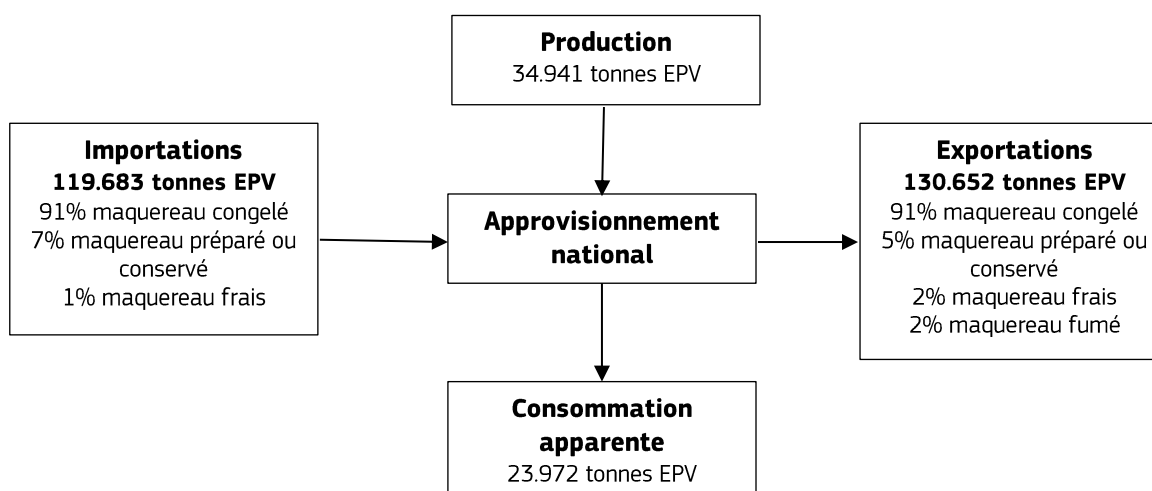 Production
34.941 tonnes EPV
Importations
119.683 tonnes EPV
91% maquereau congelé
7% maquereau préparé ou
conservé
1% maquereau frais
Approvisionnement
national
Exportations
130.652 tonnes EPV
91% maquereau congelé
5% maquereau préparé ou
conservé
2% maquereau frais
2% maquereau fumé
Consommation
apparente
23.972 tonnes EPV